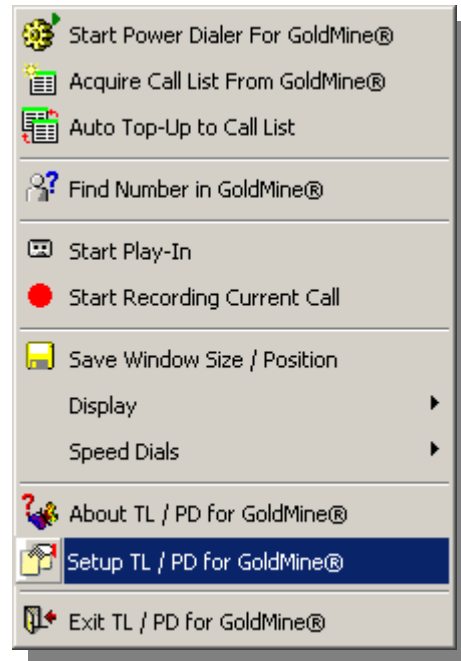 Start Power Dialer For GoldMine®
Acquire Call List From GoldMine®
Auto Top-Up to Call List
Find Number in GoldMine®
Start Play-In
Start Recording Current Call
Save Window Size / Position
Display
Speed Dials
About TL / PD for GoldMine®
Setup TL / PD for GoldMine®
Exit TL / PD for GoldMine®